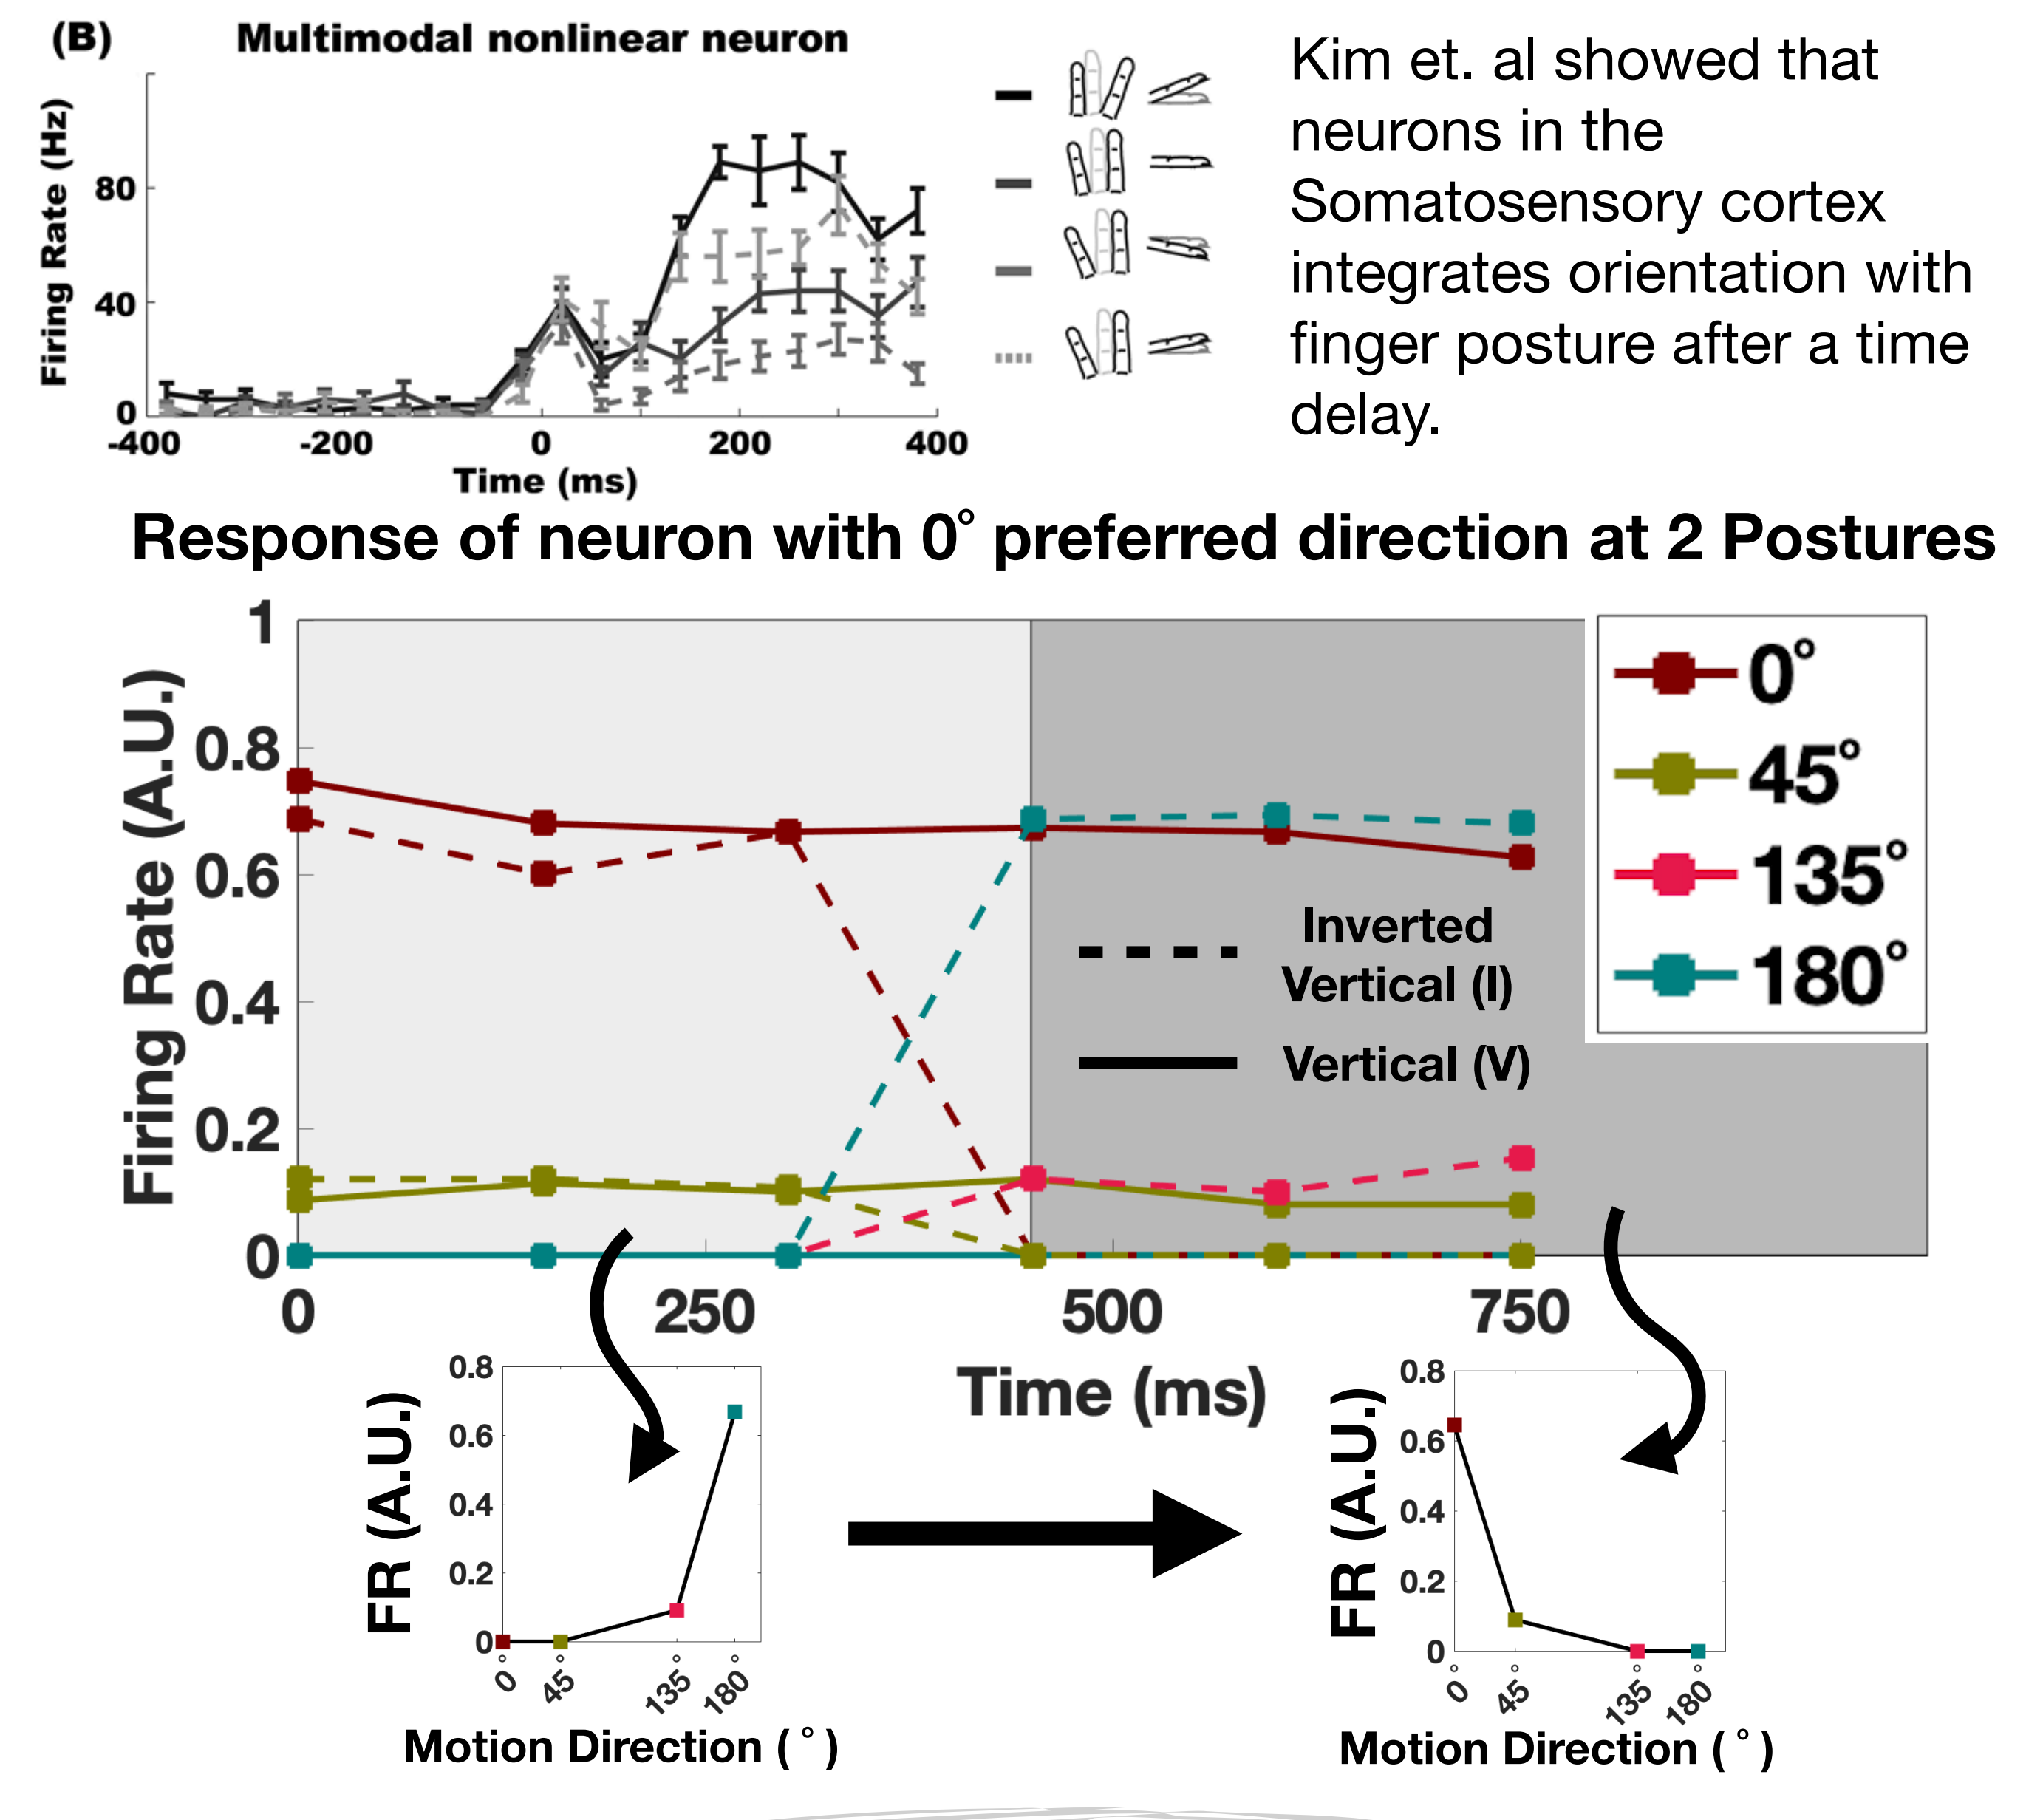 (B) Multimodal nonlinear neuron
Firing Rate (Hz)
80
40
0
-400 -200 0 200 400
Time (ms)
Kim et. al showed that
neurons in the
Somatosensory cortex
integrates orientation with
finger posture after a time
delay.
Response of neuron with 0° preferred direction at 2 Postures
Firing Rate (A.U.)
1
0.8
0.6
0.4
0.2
0
0°
45°
135°
180°
Inverted
Vertical (I)
Vertical (V)
0 250 500 750
Time (ms)
FR (A.U.)
0.8
0.6
0.4
0.2
0
0° 45° 135° 180°
Motion Direction (°)
FR (A.U.)
0.8
0.6
0.4
0.2
0
0° 45° 135° 180°
Motion Direction (°)